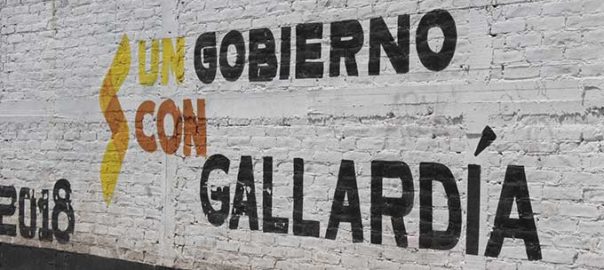 UN GOBIERNO
CON
GALLARDÍA
2018